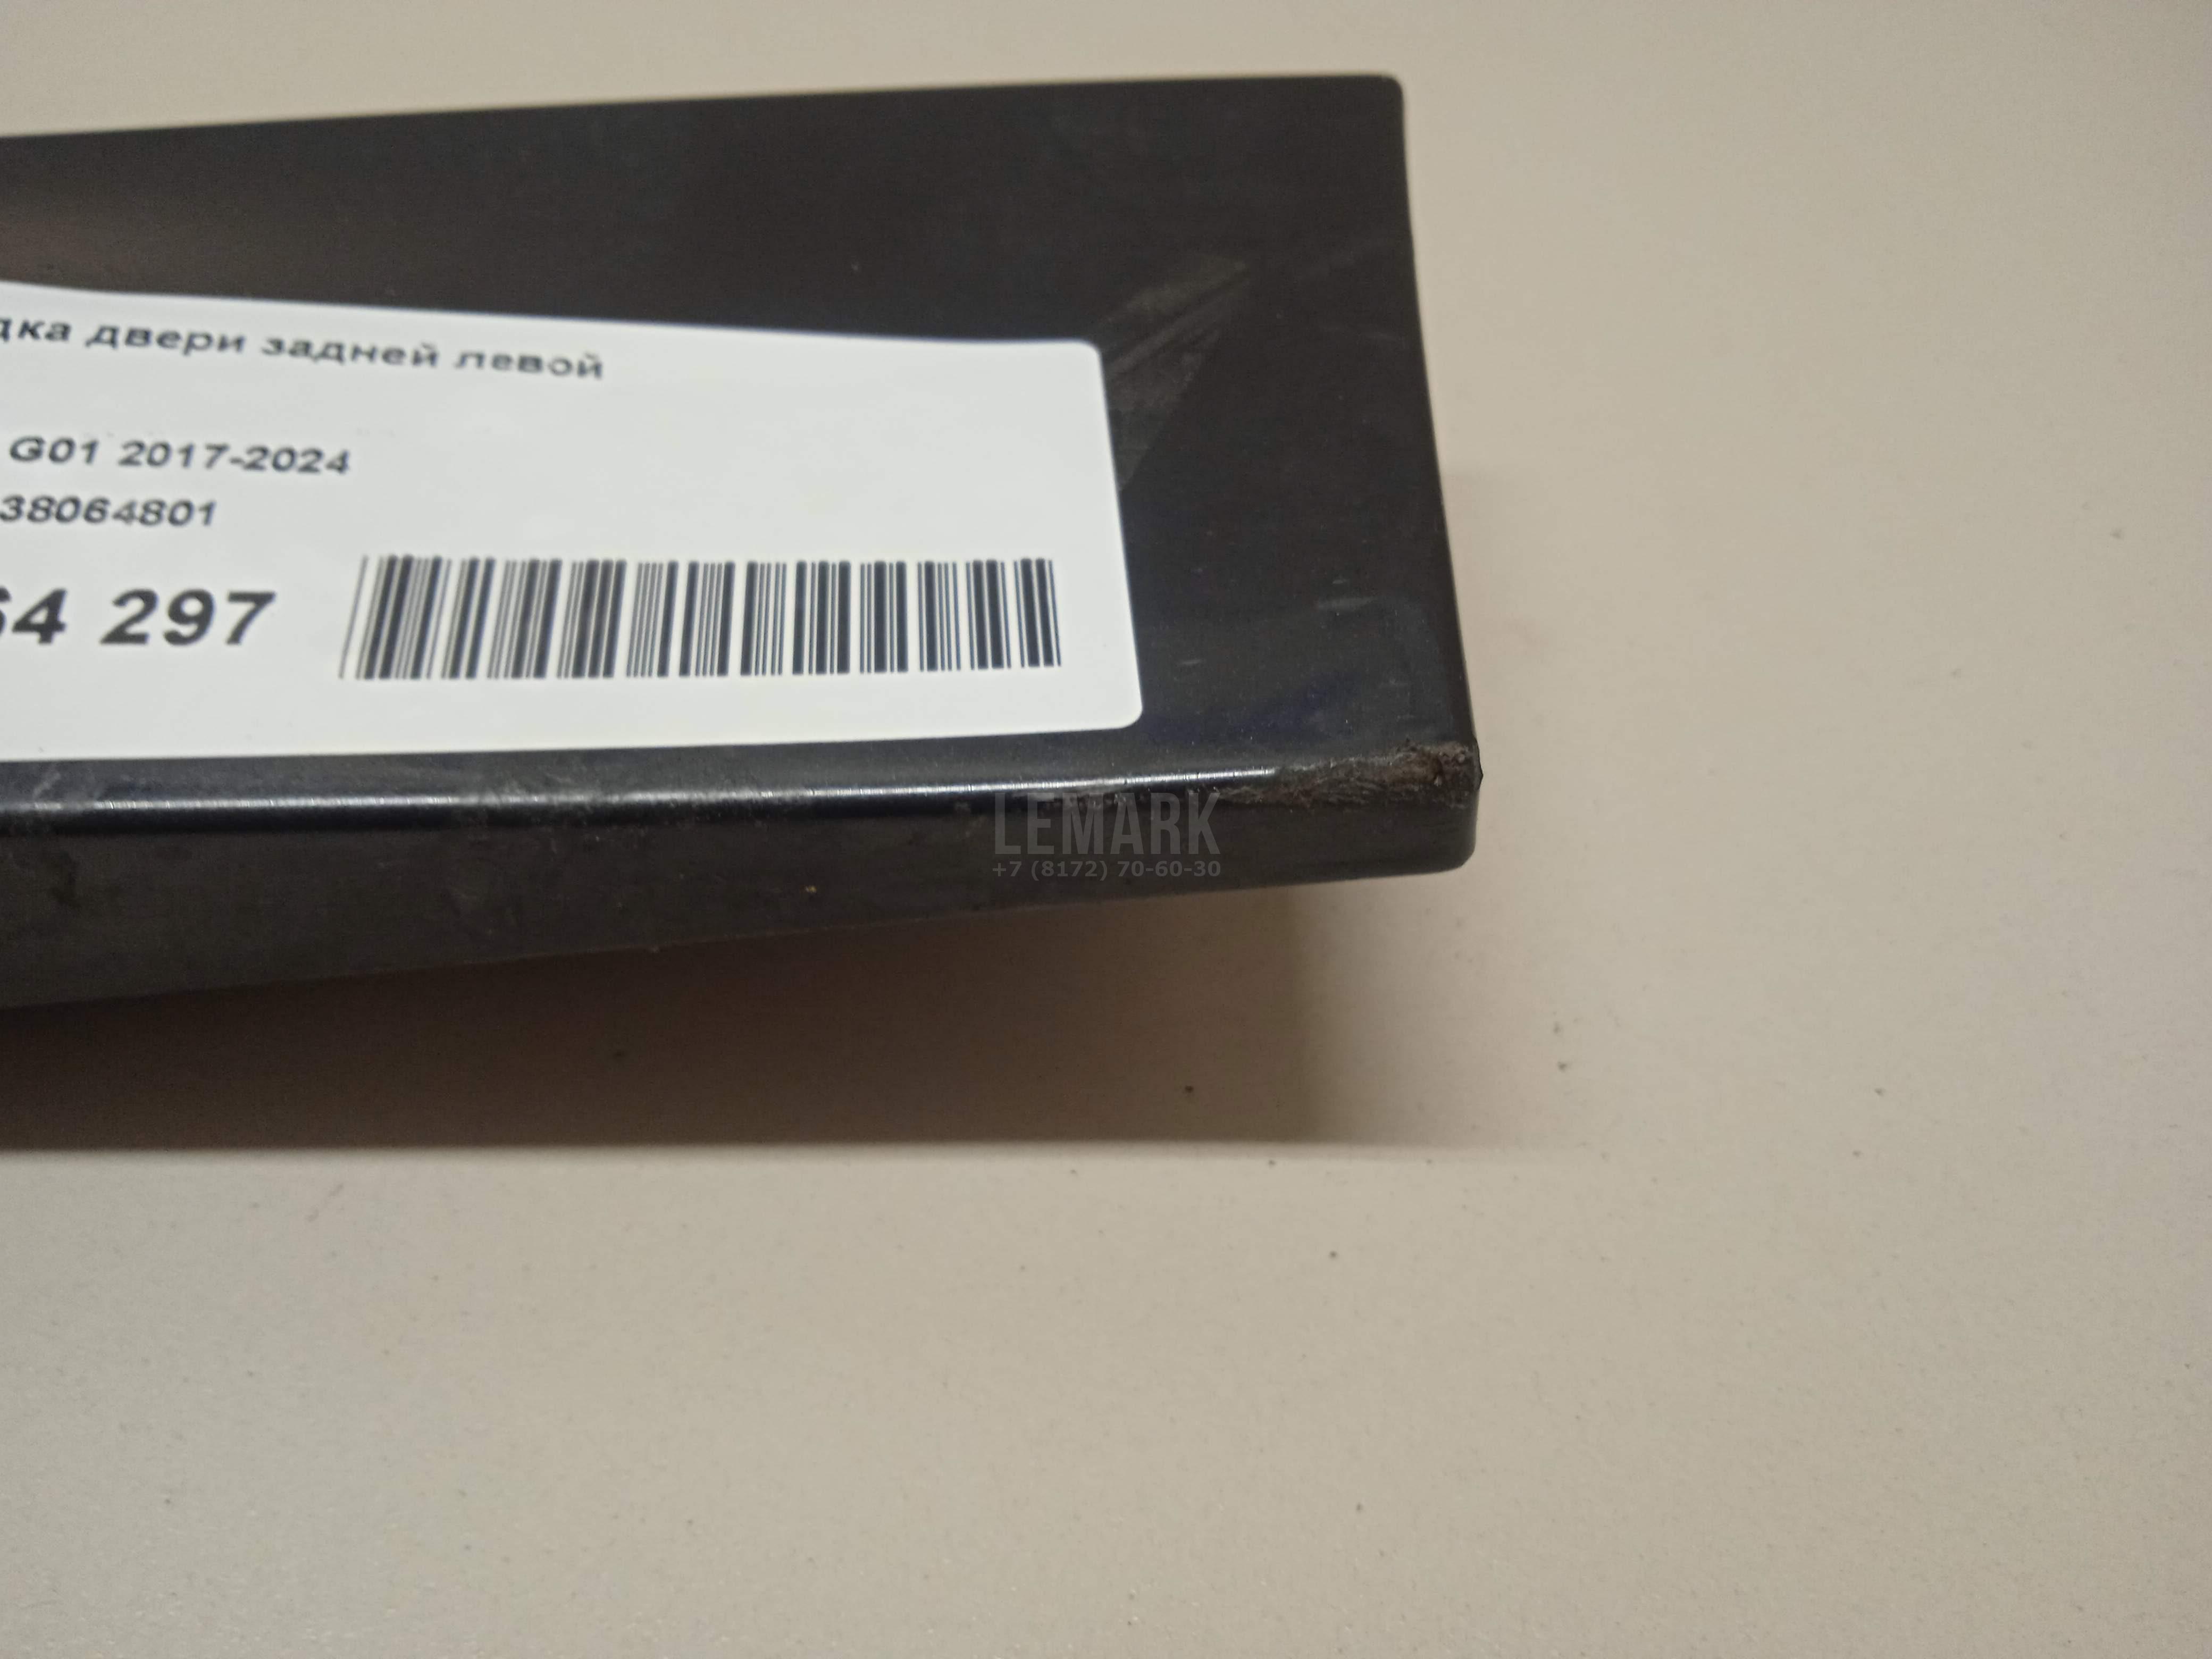 дка двери задней левой
G01 2017-2024
38064801
64 297
LEMARK
+7 (8172) 70-60-30